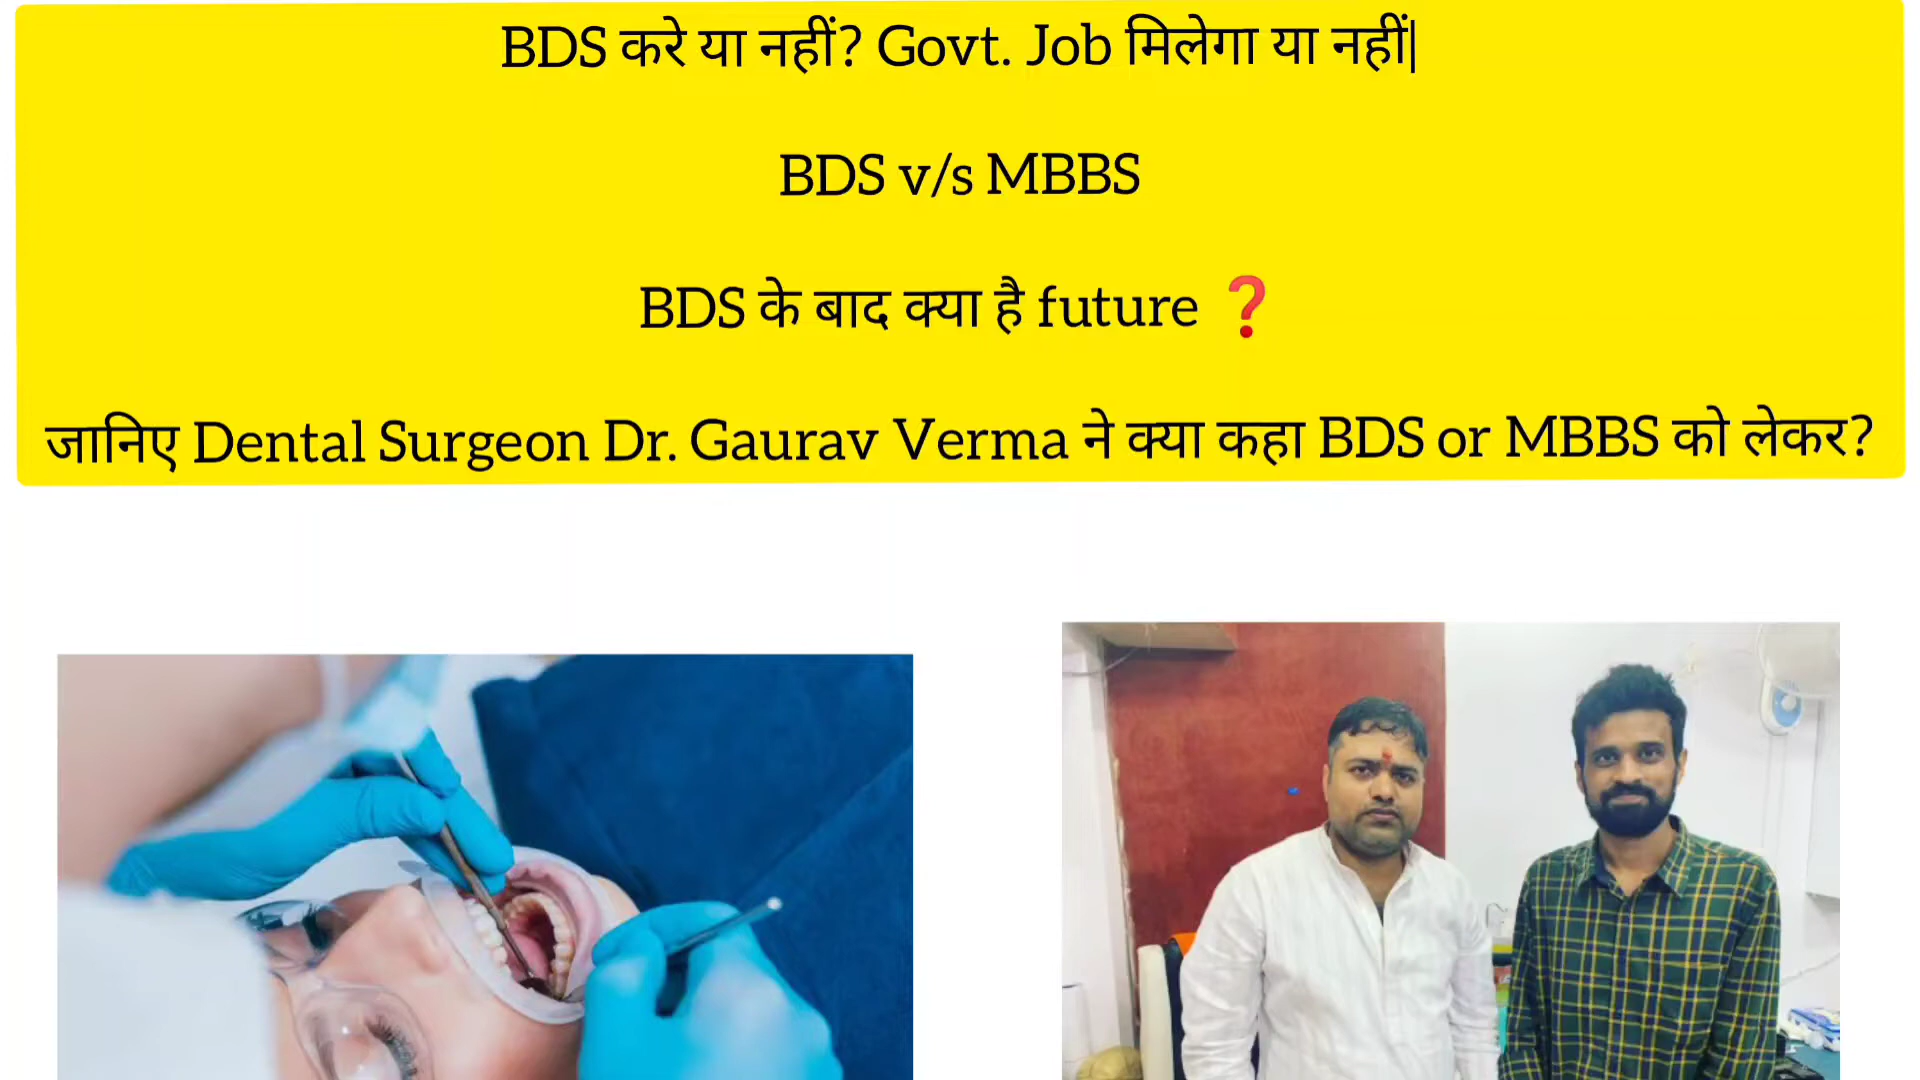 BDS करे या नहीं? Govt. Job मिलेगा या नहीं|
BDS v/s MBBS
BDS के बाद क्या है future ❓
जानिए Dental Surgeon Dr. Gaurav Verma ने क्या कहा BDS or MBBS को लेकर?